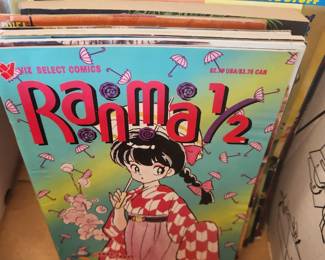 VIZ SELECT COMICS
$2.50 USA/$3.75 CAN
Ranma 1/2